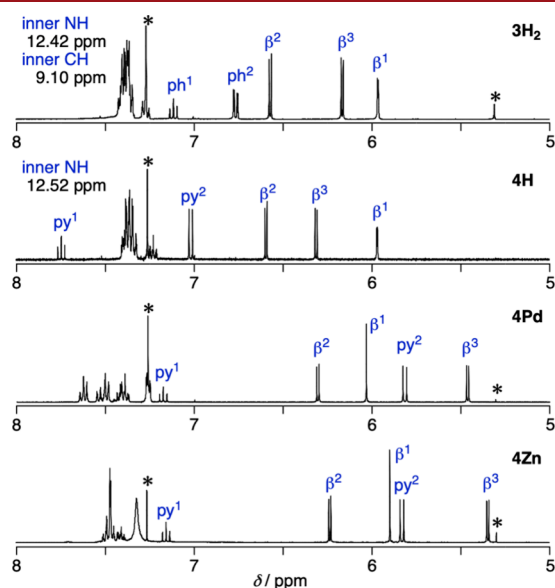 inner NH
12.42 ppm
inner CH
9.10 ppm
*
ph¹
ph²
β²
β³
β¹
*
3H₂
8 7 6 5
inner NH
12.52 ppm
py¹
*
py²
β²
β³
β¹
4H
8 7 6 5
*
py¹
β²
β¹
py²
β³
*
4Pd
8 7 6 5
*
py¹
β²
β¹
py²
β³
*
4Zn
8 7 6 5
δ / ppm